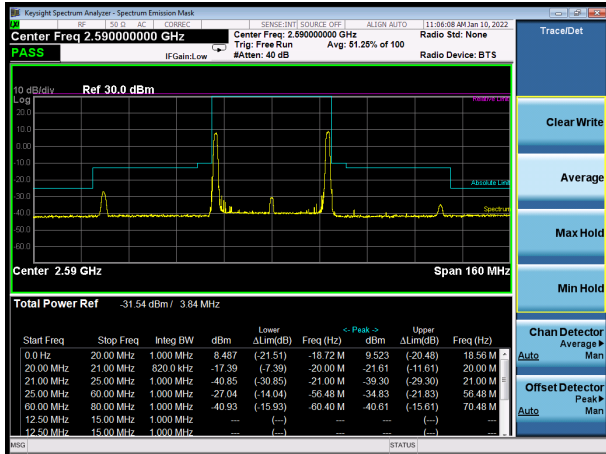 Keysight Spectrum Analyzer - Spectrum Emission Mask
RF 50 Ω AC CORREC SENSE:INT SOURCE OFF ALIGN AUTO 11:06:08 AM Jan 10, 2022
Center Freq 2.590000000 GHz Center Freq: 2.590000000 GHz Radio Std: None Trace/Det
Trig: Free Run Avg: 51.25% of 100
PASS IFGain:Low #Atten: 40 dB Radio Device: BTS
10 dB/div Ref 30.0 dBm
Log Relative Limit
20.0
10.0 Clear Write
0.00
-10.0
-20.0 Absolute Limit Average
-30.0
-40.0 Spectrum
-50.0 Max Hold
-60.0
Center 2.59 GHz Span 160 MHz
Min Hold
Total Power Ref -31.54 dBm / 3.84 MHz
Lower <- Peak -> Upper
Start Freq Stop Freq Integ BW dBm ΔLim(dB) Freq (Hz) dBm ΔLim(dB) Freq (Hz)
0.0 Hz 20.00 MHz 1.000 MHz 8.487 (-21.51) -18.72 M 9.523 (-20.48) 18.56 M
20.00 MHz 21.00 MHz 820.0 kHz -17.39 (-7.39) -20.00 M -21.61 (-11.61) 20.00 M
21.00 MHz 25.00 MHz 1.000 MHz -40.85 (-30.85) -21.00 M -39.30 (-29.30) 21.00 M
25.00 MHz 60.00 MHz 1.000 MHz -27.04 (-14.04) -56.48 M -34.83 (-21.83) 56.48 M
60.00 MHz 80.00 MHz 1.000 MHz -40.93 (-15.93) -60.40 M -40.61 (-15.61) 70.48 M
12.50 MHz 15.00 MHz 1.000 MHz --- (---) --- --- (---) ---
12.50 MHz 15.00 MHz 1.000 MHz --- (---) --- --- (---) ---
Chan Detector
Average
Auto Man
Offset Detector
Peak
Auto Man
MSG STATUS